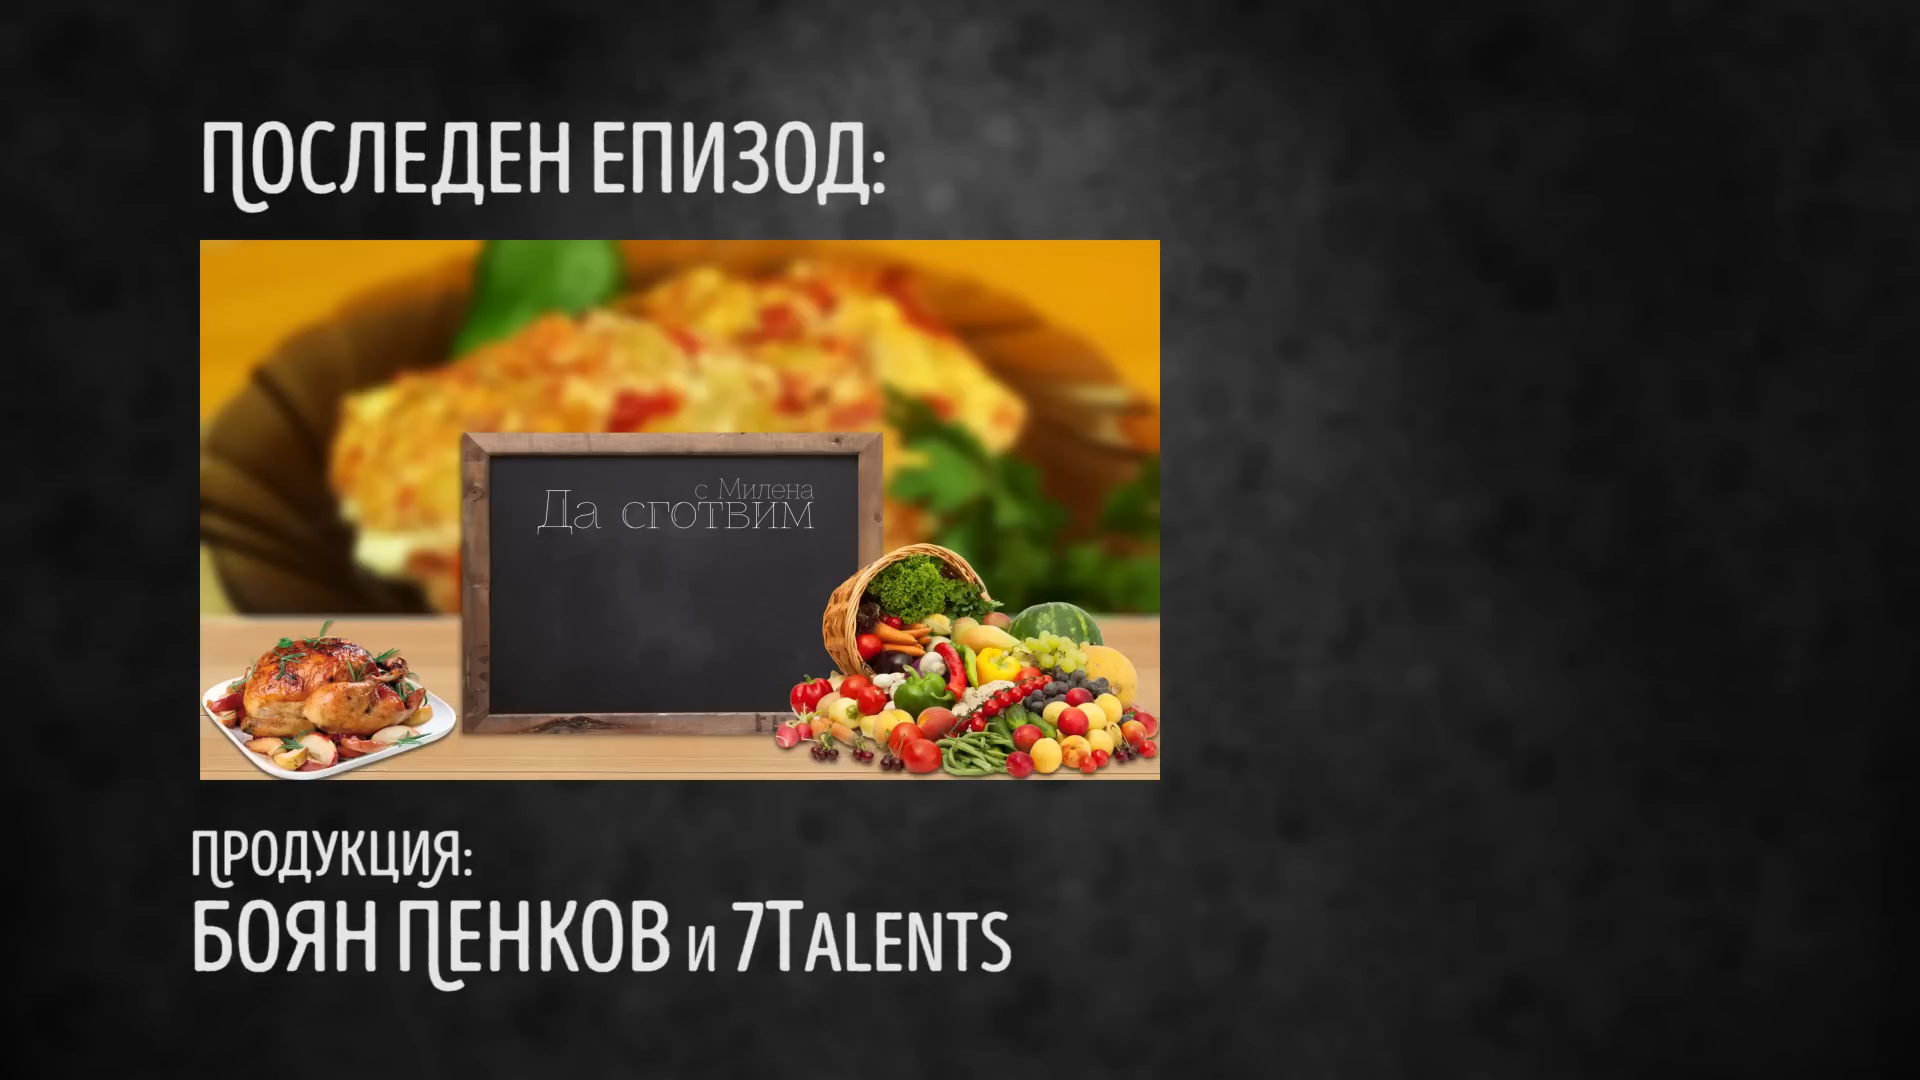 ПОСЛЕДЕН ЕПИЗОД:
с Милена
Да сготвим
ПРОДУКЦИЯ:
БОЯН ПЕНКОВ и 7TALENTS